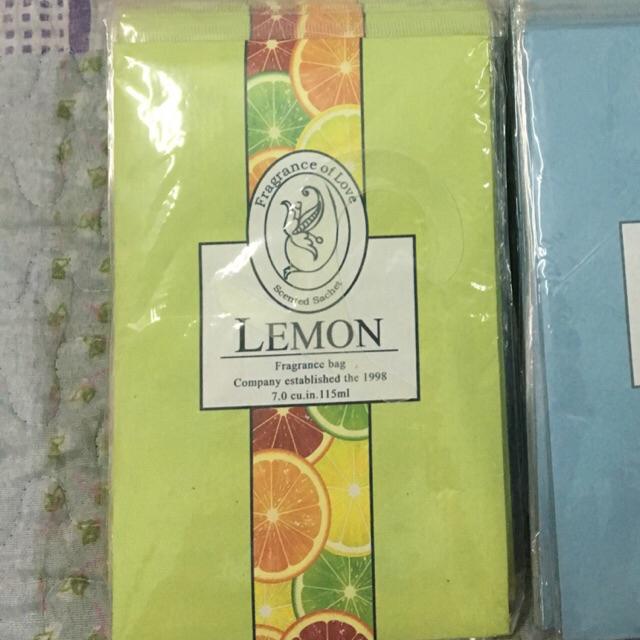 Fragrance of Love
Scented Sachet
LEMON
Fragrance bag
Company established the 1998
7.0 cu.in.115ml